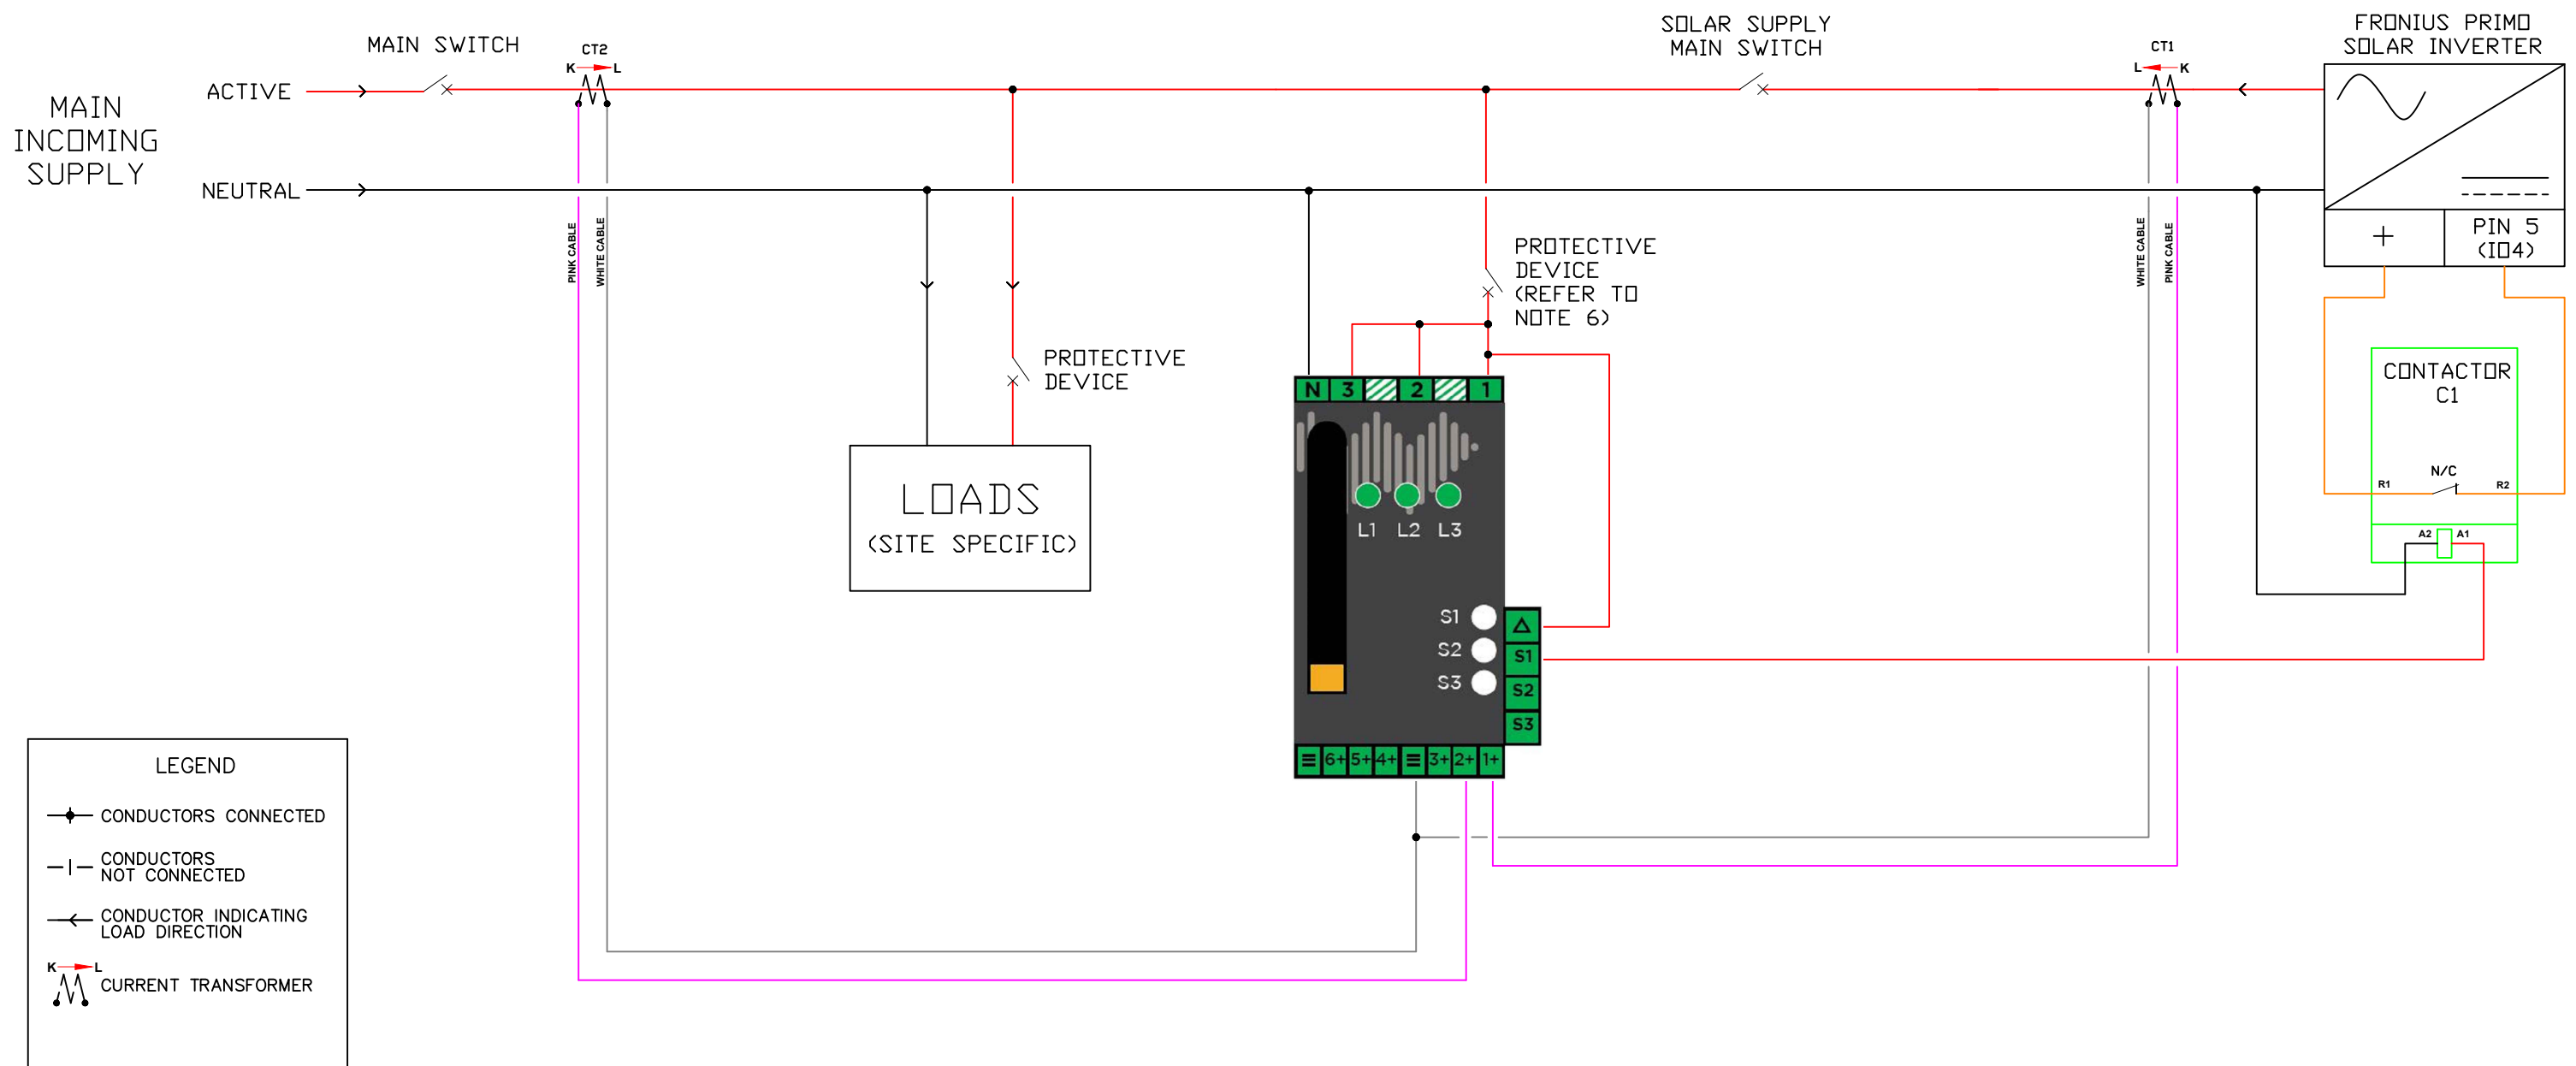 MAIN
INCOMING
SUPPLY
ACTIVE
NEUTRAL
MAIN SWITCH
CT2
K
L
PINK CABLE
WHITE CABLE
PROTECTIVE
DEVICE
LOADS
(SITE SPECIFIC)
SOLAR SUPPLY
MAIN SWITCH
PROTECTIVE
DEVICE
(REFER TO
NOTE 6)
N 3 2 1
L1 L2 L3
S1
S2
S3
△
S1
S2
S3
≡ 6+ 5+ 4+ ≡ 3+ 2+ 1+
CT1
L
K
WHITE CABLE
PINK CABLE
FRONIUS PRIMO
SOLAR INVERTER
+
PIN 5
(IO4)
CONTACTOR
C1
N/C
R1
R2
A2
A1
LEGEND
CONDUCTORS CONNECTED
CONDUCTORS
NOT CONNECTED
CONDUCTOR INDICATING
LOAD DIRECTION
K
L
CURRENT TRANSFORMER